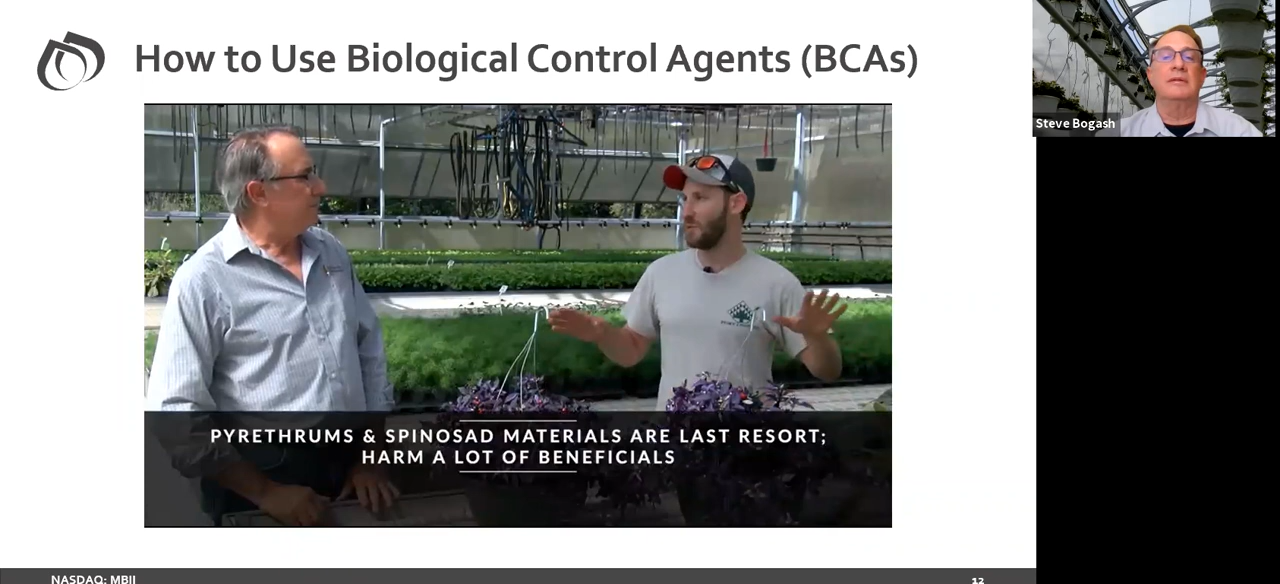 How to Use Biological Control Agents (BCAs)
Steve Bogash
PYRETHRUMS & SPINOSAD MATERIALS ARE LAST RESORT;
HARM A LOT OF BENEFICIALS
NASDAQ: MBII
12